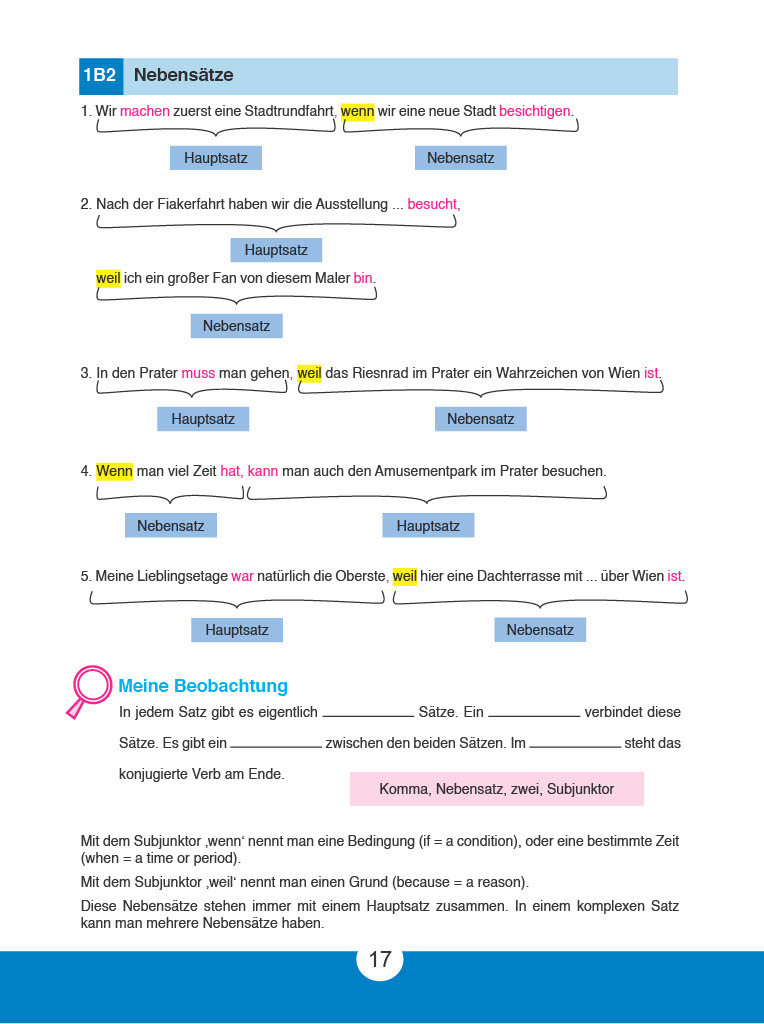 1B2 Nebensätze
1. Wir machen zuerst eine Stadtrundfahrt, wenn wir eine neue Stadt besichtigen.
Hauptsatz Nebensatz
2. Nach der Fiakerfahrt haben wir die Ausstellung ... besucht,
Hauptsatz
weil ich ein großer Fan von diesem Maler bin.
Nebensatz
3. In den Prater muss man gehen, weil das Riesnrad im Prater ein Wahrzeichen von Wien ist.
Hauptsatz Nebensatz
4. Wenn man viel Zeit hat, kann man auch den Amusementpark im Prater besuchen.
Nebensatz Hauptsatz
5. Meine Lieblingsetage war natürlich die Oberste, weil hier eine Dachterrasse mit ... über Wien ist.
Hauptsatz Nebensatz
Meine Beobachtung
In jedem Satz gibt es eigentlich ____________ Sätze. Ein ____________ verbindet diese
Sätze. Es gibt ein ____________ zwischen den beiden Sätzen. Im ____________ steht das
konjugierte Verb am Ende.
Komma, Nebensatz, zwei, Subjunktor
Mit dem Subjunktor ‚wenn‘ nennt man eine Bedingung (if = a condition), oder eine bestimmte Zeit
(when = a time or period).
Mit dem Subjunktor ‚weil‘ nennt man einen Grund (because = a reason).
Diese Nebensätze stehen immer mit einem Hauptsatz zusammen. In einem komplexen Satz
kann man mehrere Nebensätze haben.
17